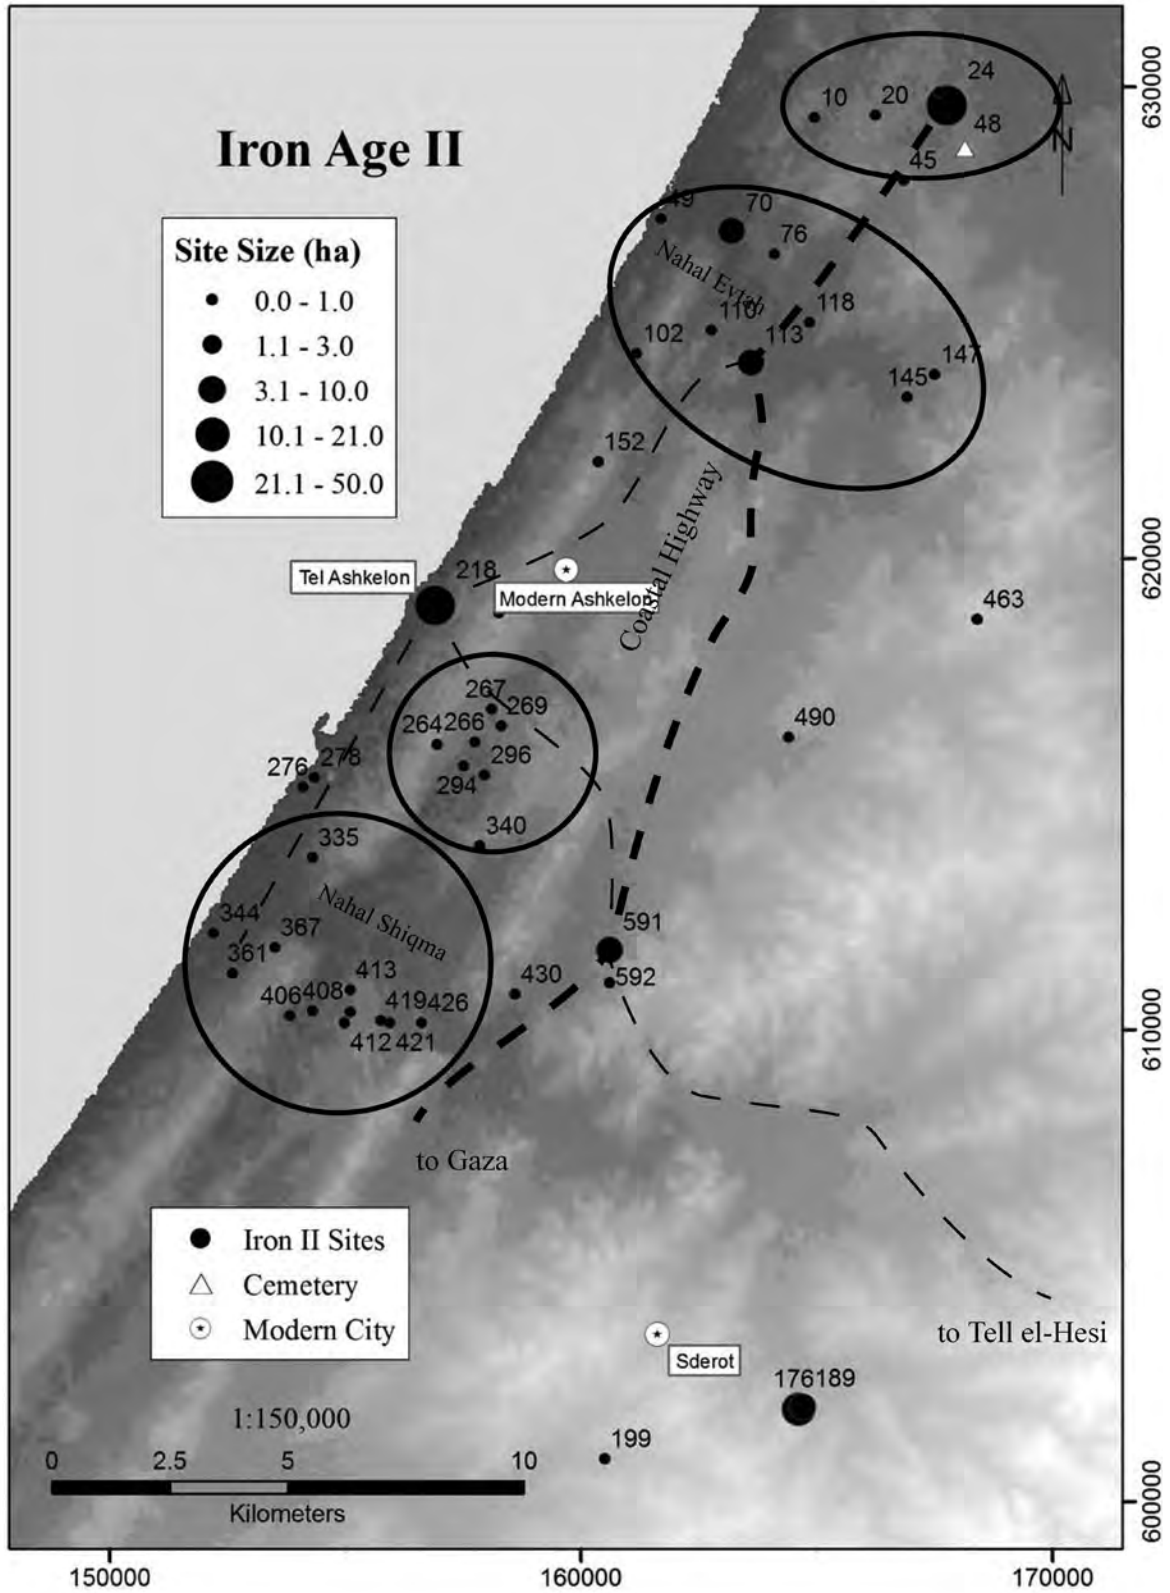 Iron Age II
Site Size (ha)
0.0 - 1.0
1.1 - 3.0
3.1 - 10.0
10.1 - 21.0
21.1 - 50.0
24
10
20
48
45
N
630000
49
70
76
Nahal Evtah
110
118
102
113
147
145
152
Coastal Highway
620000
Tel Ashkelon
218
Modern Ashkelon
463
267
269
264
266
490
296
294
276
278
340
335
Nahal Shiqma
344
367
591
361
413
430
592
406
408
419
426
412
421
610000
to Gaza
Iron II Sites
Cemetery
Modern City
to Tell el-Hesi
Sderot
176189
1:150,000
199
0
2.5
5
10
Kilometers
600000
150000
160000
170000